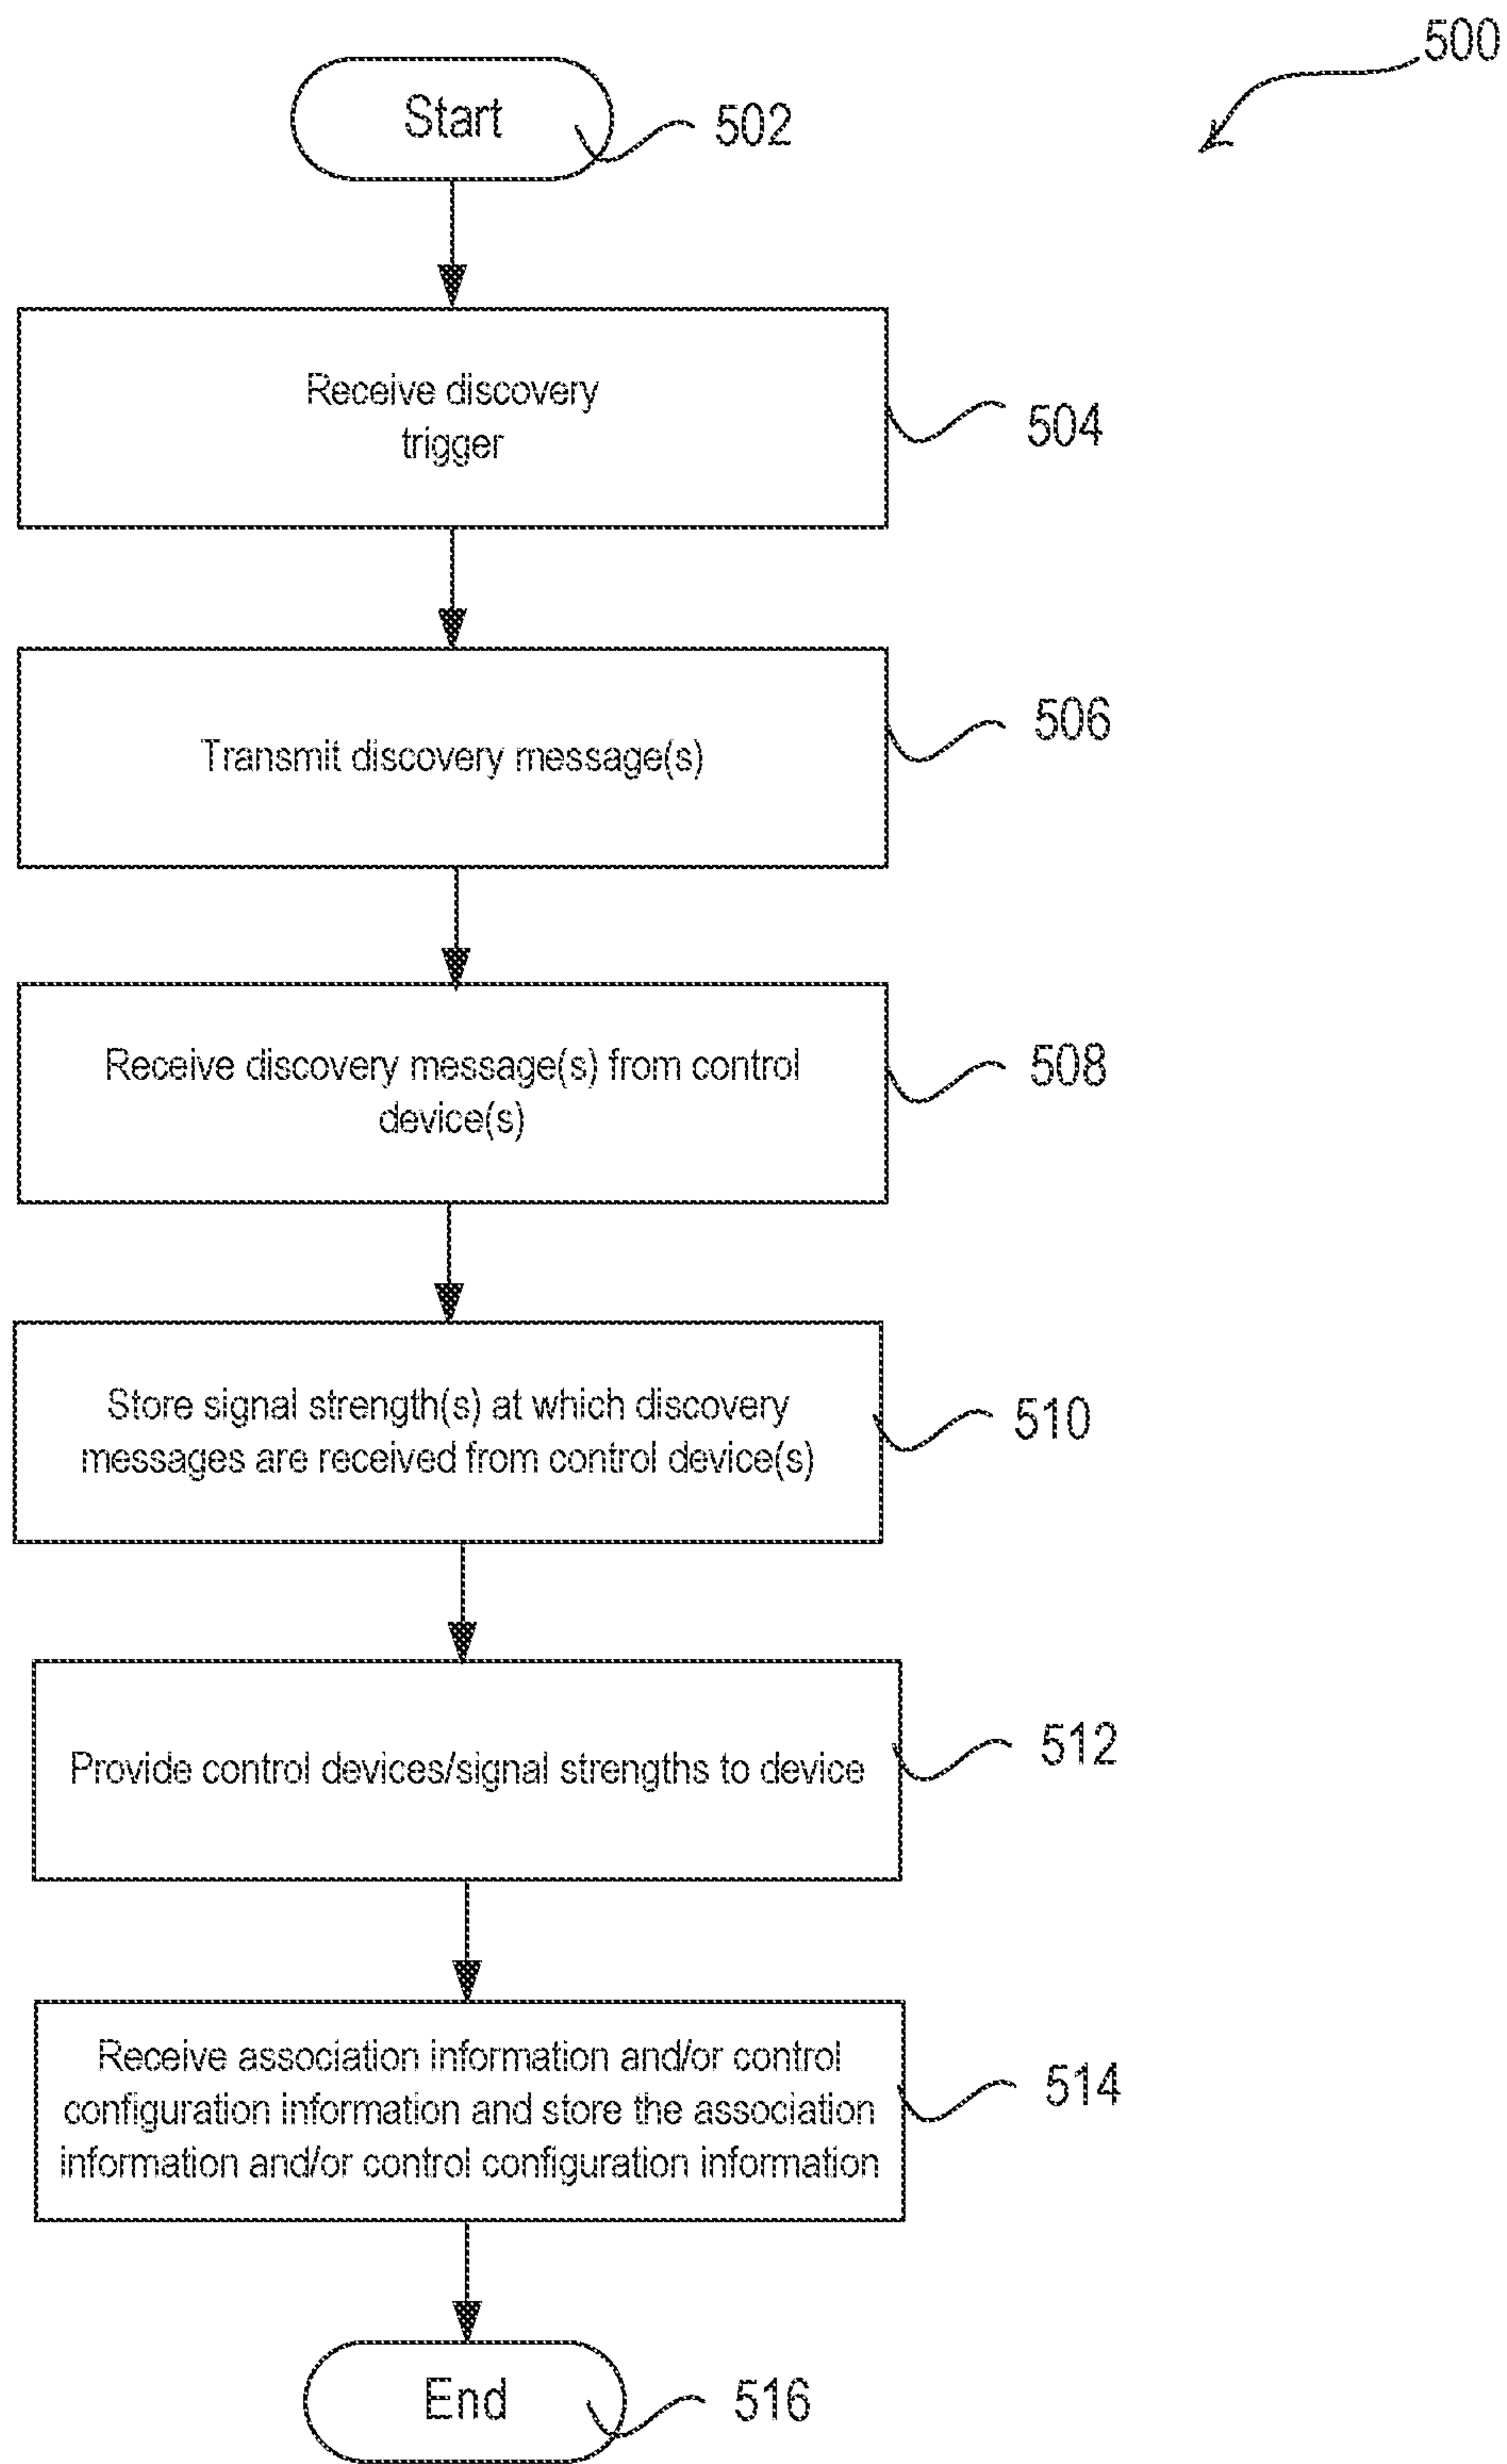 500
Start
502
Receive discovery
trigger
504
Transmit discovery message(s)
506
Receive discovery message(s) from control
device(s)
508
Store signal strength(s) at which discovery
messages are received from control device(s)
510
Provide control devices/signal strengths to device
512
Receive association information and/or control
configuration information and store the association
information and/or control configuration information
514
End
516